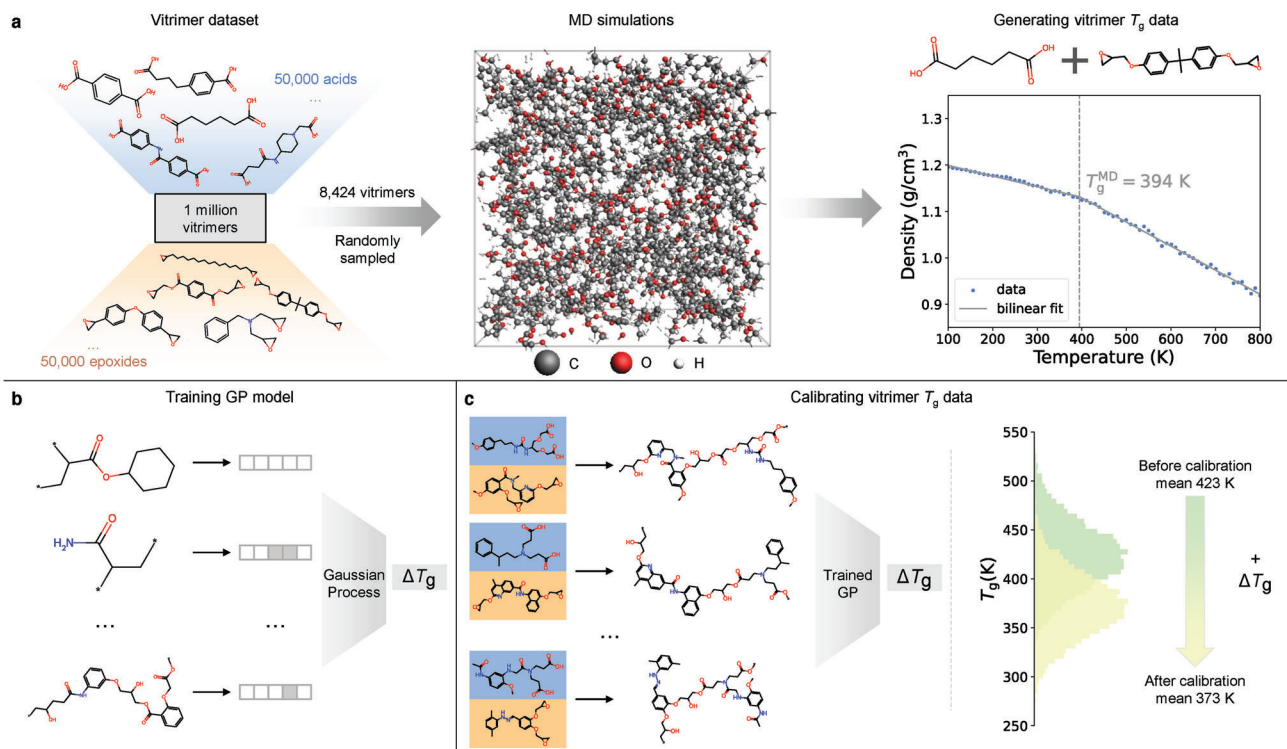 a
Vitrimer dataset
MD simulations
Generating vitrimer Tg data
50,000 acids
...
1 million
vitrimers
8,424 vitrimers
Randomly
sampled
...
50,000 epoxides
C
O
H
Density (g/cm³)
1.3
1.2
1.1
1.0
0.9
TgMD = 394 K
data
bilinear fit
100 200 300 400 500 600 700 800
Temperature (K)
b
Training GP model
H₂N
...
...
Gaussian
Process
ΔTg
c
Calibrating vitrimer Tg data
...
Trained
GP
ΔTg
Tg(K)
550
500
450
400
350
300
250
Before calibration
mean 423 K
+
ΔTg
After calibration
mean 373 K